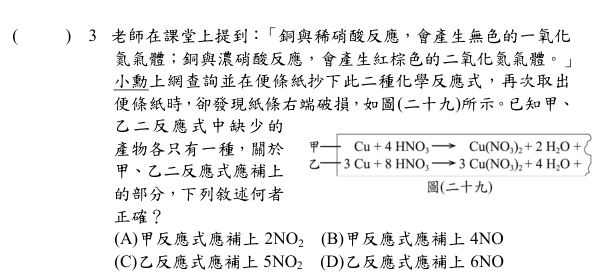 (　　) 3 老師在課堂上提到：「銅與稀硝酸反應，會產生無色的一氧化
氮氣體；銅與濃硝酸反應，會產生紅棕色的二氧化氮氣體。」
小勳上網查詢並在便條紙抄下此二種化學反應式，再次取出
便條紙時，卻發現紙條右端破損，如圖(二十九)所示。已知甲、
乙二反應式中缺少的
產物各只有一種，關於
甲、乙二反應式應補上
的部分，下列敘述何者
正確？
甲 Cu + 4 HNO₃ ⟶ Cu(NO₃)₂ + 2 H₂O +
乙 3 Cu + 8 HNO₃ ⟶ 3 Cu(NO₃)₂ + 4 H₂O +
圖(二十九)
(A)甲反應式應補上 2NO₂ (B)甲反應式應補上 4NO
(C)乙反應式應補上 5NO₂ (D)乙反應式應補上 6NO